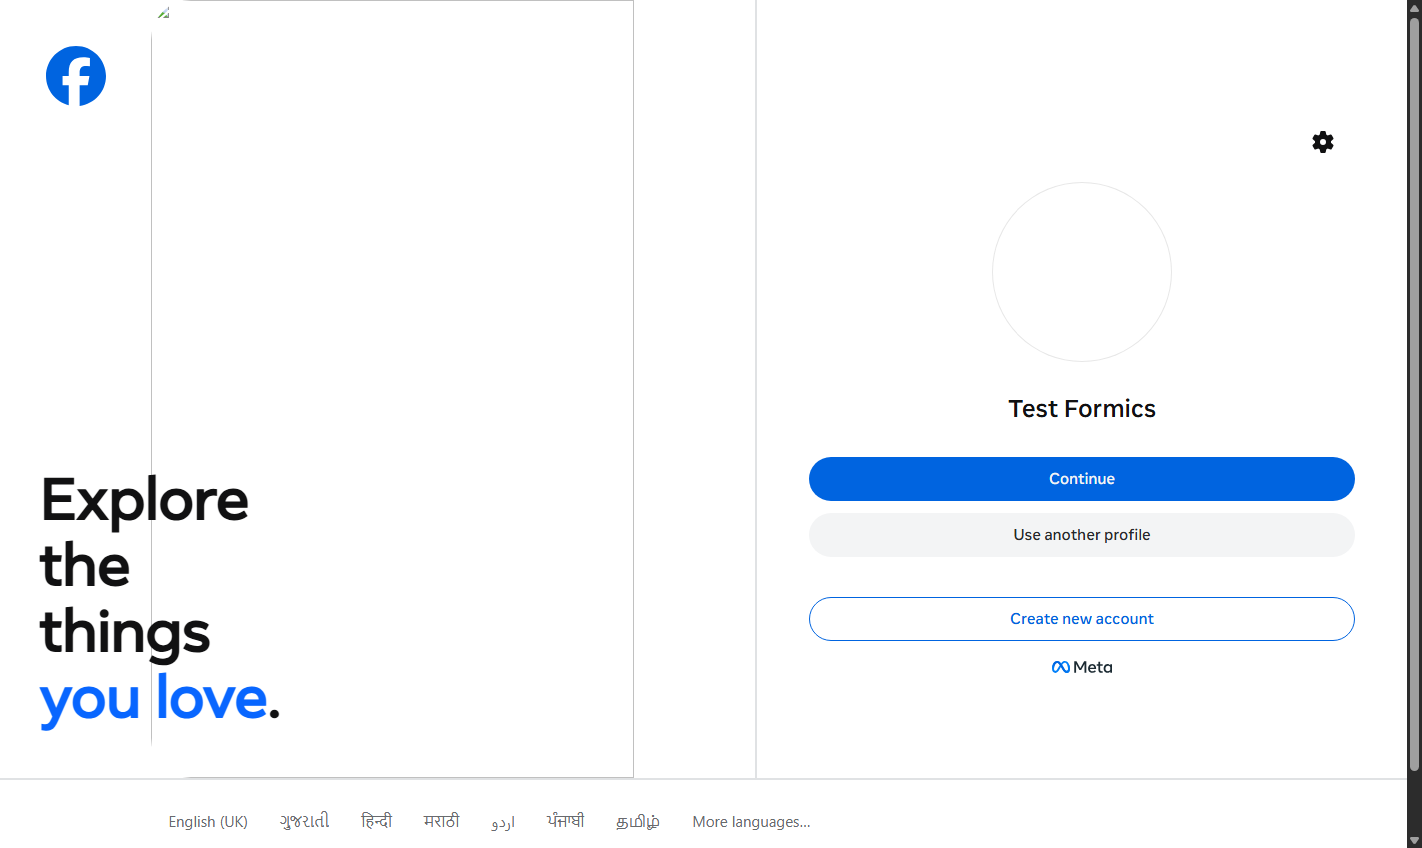 Explore
the
things
you love.
Test Formics
Continue
Use another profile
Create new account
Meta
English (UK) ગુજરાતી हिन्दी मराठी اردو ਪੰਜਾਬੀ தமிழ் More languages...